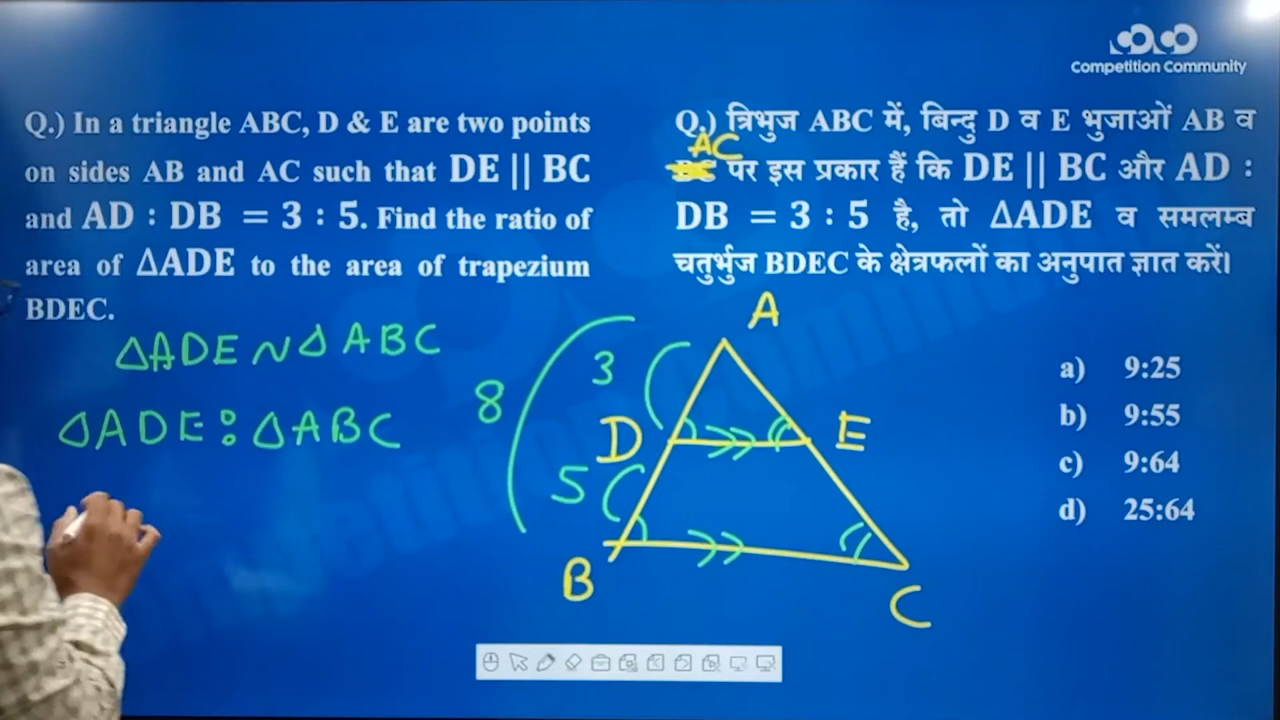 Competition Community
Q.) In a triangle ABC, D & E are two points
on sides AB and AC such that DE || BC
and AD : DB = 3 : 5. Find the ratio of
area of ΔADE to the area of trapezium
BDEC.
Q.) त्रिभुज ABC में, बिन्दु D व E भुजाओं AB व
AC
पर इस प्रकार हैं कि DE || BC और AD :
DB = 3 : 5 है, तो ΔADE व समलम्ब
चतुर्भुज BDEC के क्षेत्रफलों का अनुपात ज्ञात करें।
ΔADE ~ Δ ABC
ΔADE : ΔABC
A
3
8
D
E
5
B
C
a) 9:25
b) 9:55
c) 9:64
d) 25:64